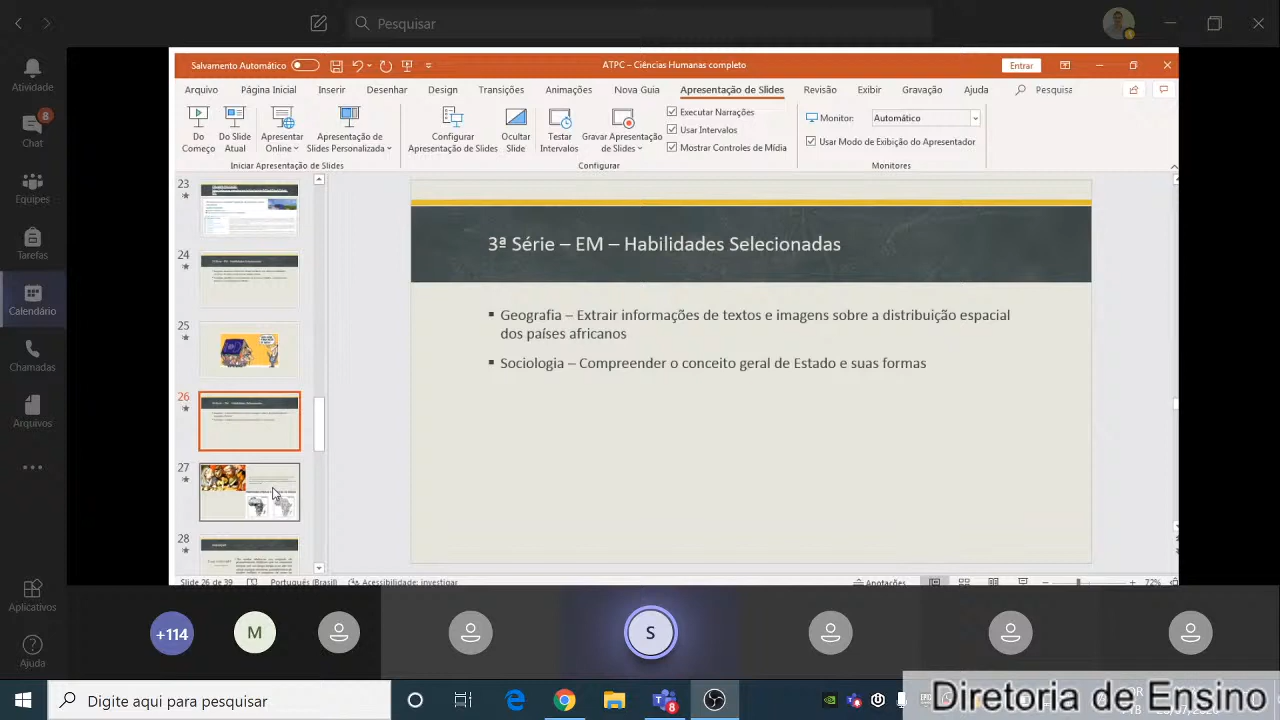 Pesquisar
Atividade
8
Chat
Equipes
Tarefas
Calendário
Chamadas
Arquivos
Aplicativos
Ajuda
Salvamento Automático
ATPC – Ciências Humanas completo
Entrar
Arquivo Página Inicial Inserir Desenhar Design Transições Animações Nova Guia Apresentação de Slides Revisão Exibir Gravação Ajuda Pesquisa
Do Começo
Do Slide Atual
Apresentar Online
Apresentação de Slides Personalizada
Iniciar Apresentação de Slides
Configurar Apresentação de Slides
Ocultar Slide
Testar Intervalos
Gravar Apresentação de Slides
Executar Narrações
Usar Intervalos
Mostrar Controles de Mídia
Configurar
Monitor: Automático
Usar Modo de Exibição do Apresentador
Monitores
23
24
25
26
27
28
3ª Série – EM – Habilidades Selecionadas
Geografia – Extrair informações de textos e imagens sobre a distribuição espacial
dos países africanos
Sociologia – Compreender o conceito geral de Estado e suas formas
Slide 26 de 39 Português (Brasil) Acessibilidade: investigar
Anotações 72%
+114
M
S
Digite aqui para pesquisar
8
Diretoria de Ensino